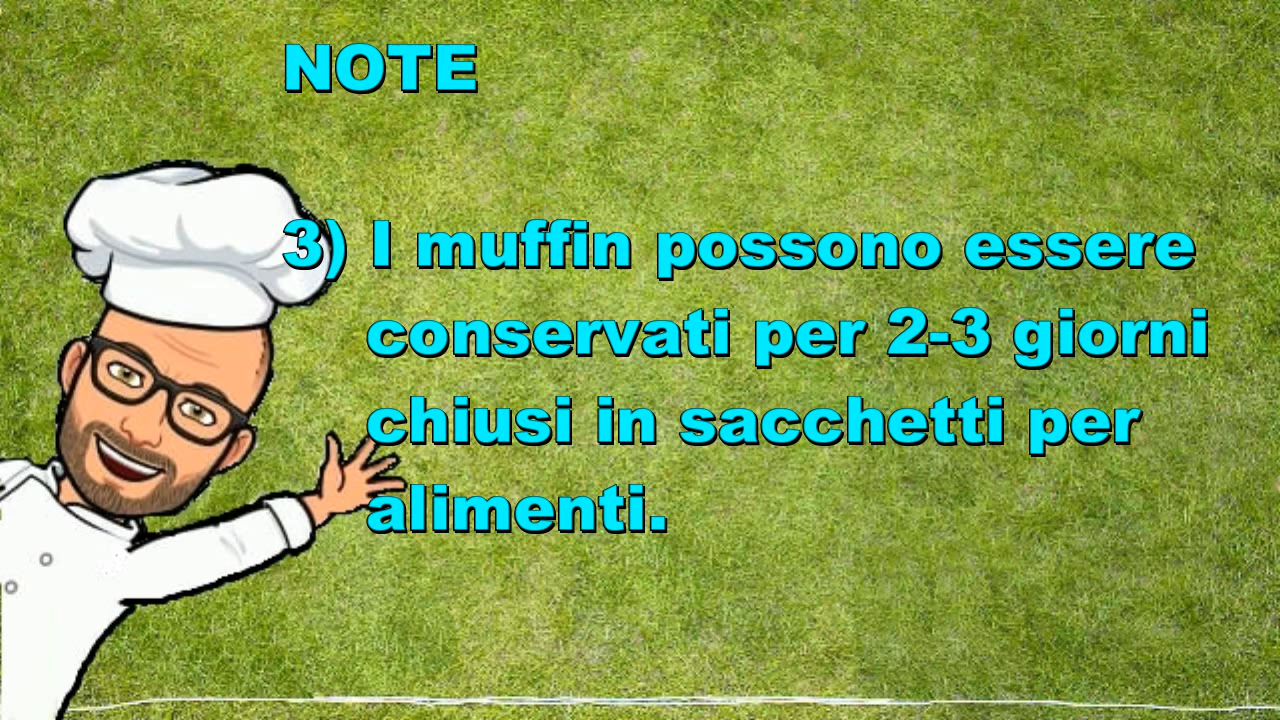 NOTE
3) I muffin possono essere
conservati per 2-3 giorni
chiusi in sacchetti per
alimenti.